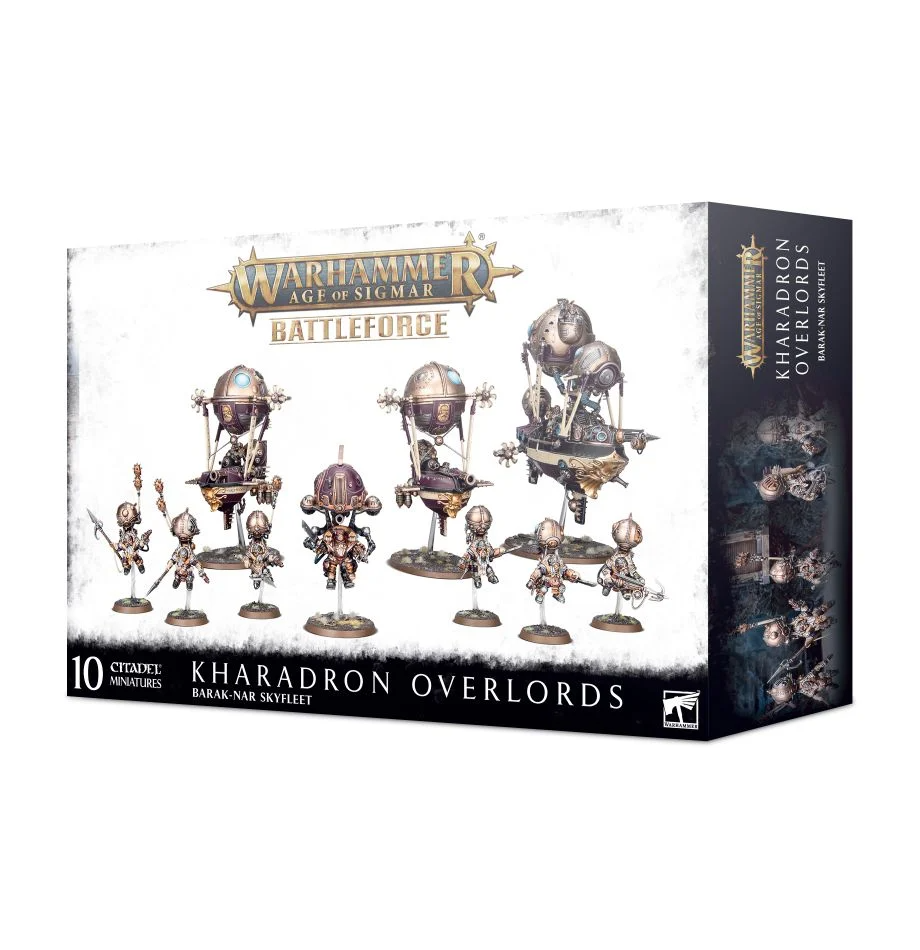 WARHAMMER®
AGE OF SIGMAR
BATTLEFORCE
10 CITADEL®
MINIATURES
KHARADRON OVERLORDS
BARAK-NAR SKYFLEET
WARHAMMER
WARHAMMER
AGE OF SIGMAR
KHARADRON
OVERLORDS
BARAK-NAR SKYFLEET